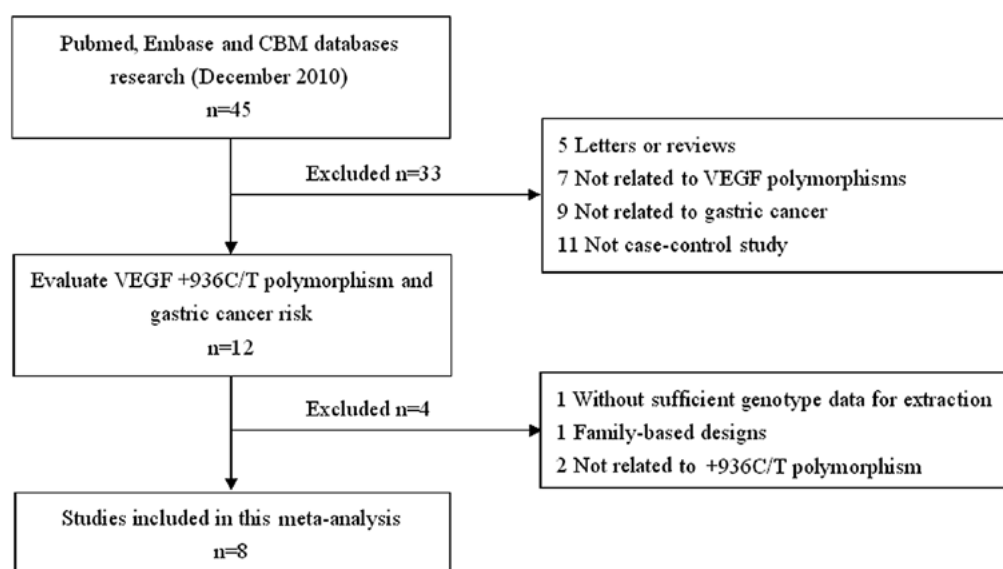 Pubmed, Embase and CBM databases
research (December 2010)
n=45
Excluded n=33
5 Letters or reviews
7 Not related to VEGF polymorphisms
9 Not related to gastric cancer
11 Not case-control study
Evaluate VEGF +936C/T polymorphism and
gastric cancer risk
n=12
Excluded n=4
1 Without sufficient genotype data for extraction
1 Family-based designs
2 Not related to +936C/T polymorphism
Studies included in this meta-analysis
n=8